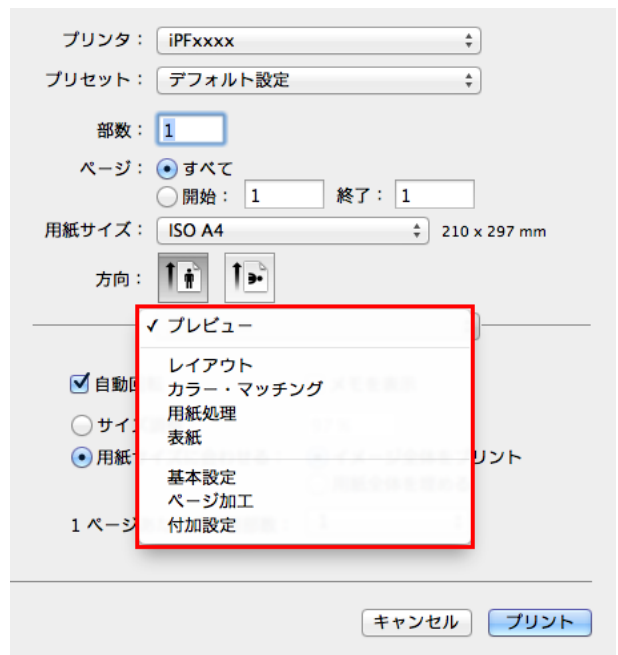 プリンタ： iPFxxxx
プリセット： デフォルト設定
部数： 1
ページ： すべて
開始： 1 終了： 1
用紙サイズ： ISO A4 210 x 297 mm
方向：
✓ プレビュー
レイアウト
自動回
カラー・マッチング
用紙処理
サイ
表紙
用紙 リント
基本設定
ページ加工
1 ページ
付加設定
キャンセル プリント